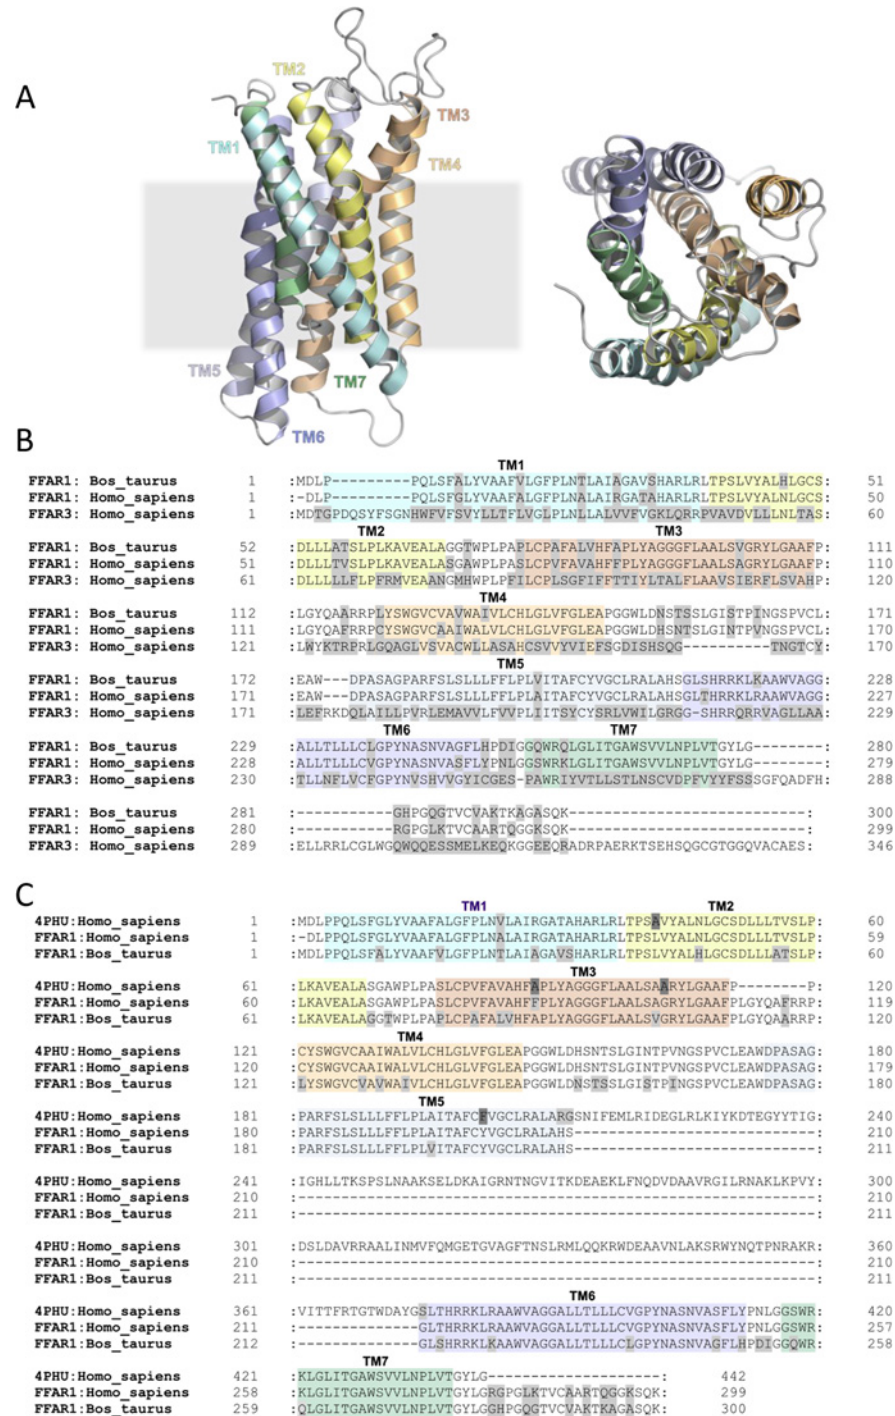 A
TM2
TM3
TM1
TM4
TM5
TM7
TM6
B
TM1
FFAR1: Bos_taurus 1 :MDLP---------PQLSFALYVAAFVLGFPLNTLAIAGAVSHARLRLTPSLVYALHLGCS: 51
FFAR1: Homo_sapiens 1 :-DLP---------PQLSFGLYVAAFALGFPLNALAIRGATAHARLRLTPSLVYALNLGCS: 50
FFAR3: Homo_sapiens 1 :MDTGPDQSYFSGNHWFVFSVYLLTFLVGLPLNLLALVVFVGKLQRRPVAVDVLLLNLTAS: 60
TM2 TM3
FFAR1: Bos_taurus 52 :DLLLATSLPLKAVEALAGGTWPLPAPLCPAFALVHFAPLYAGGGFLAALSVGRYLGAAFP: 111
FFAR1: Homo_sapiens 51 :DLLLTVSLPLKAVEALASGAWPLPASLCPVFAVAHFFPLYAGGGFLAALSAGRYLGAAFP: 110
FFAR3: Homo_sapiens 61 :DLLLLLFLPFRMVEAANGMHWPLPFILCPLSGFIFFTTIYLTALFLAAVSIERFLSVAHP: 120
TM4
FFAR1: Bos_taurus 112 :LGYQAARRPLYSWGVCVAVWAIVLCHLGLVFGLEAPGGWLDNSTSSLGISTPINGSPVCL: 171
FFAR1: Homo_sapiens 111 :LGYQAFRRPCYSWGVCAAIWALVLCHLGLVFGLEAPGGWLDHSNTSLGINTPVNGSPVCL: 170
FFAR3: Homo_sapiens 121 :LWYKTRPRLGQAGLVSVACWLLASAHCSVVYVIEFSGDISHSQG---------TNGTCY: 170
TM5
FFAR1: Bos_taurus 172 :EAW---DPASAGPARFSLSLLLFFLPLVITAFCYVGCLRALAHSGLSHRRKLKAAWVAGG: 228
FFAR1: Homo_sapiens 171 :EAW---DPASAGPARFSLSLLLFFLPLAITAFCYVGCLRALAHSGLTHRRKLRAAWVAGG: 227
FFAR3: Homo_sapiens 171 :LEFRKDQLAILLPVRLEMAVVLFVVPLIITSYCYSRLVWILGRGG-SHRRQRRVAGLLAA: 229
TM6 TM7
FFAR1: Bos_taurus 229 :ALLTLLLCLGPYNASNVAGFLHPDIGGQWRQLGLITGAWSVVLNPLVTGYLG--------: 280
FFAR1: Homo_sapiens 228 :ALLTLLLCVGPYNASNVASFLYPNLGGSWRKLGLITGAWSVVLNPLVTGYLG--------: 279
FFAR3: Homo_sapiens 230 :TLLNFLVCFGPYNVSHVVGYICGES-PAWRIYVTLLSTLNSCVDPFVYYFSSSGFQADFH: 288
FFAR1: Bos_taurus 281 :-----------GHPGQGTVCVAKTKAGASQK---------------------------: 300
FFAR1: Homo_sapiens 280 :-----------RGPGLKTVCAARTQGGKSQK---------------------------: 299
FFAR3: Homo_sapiens 289 :ELLRRLCGLWGQWQQESSMELKEQKGGEEQRADRPAERKTSEHSQGCGTGGQVACAES: 346
C
TM1 TM2
4PHU:Homo_sapiens 1 :MDLPPQLSFGLYVAAFALGFPLNVLAIRGATAHARLRLTPSAVYALNLGCSDLLLTVSLP: 60
FFAR1:Homo_sapiens 1 :-DLPPQLSFGLYVAAFALGFPLNALAIRGATAHARLRLTPSLVYALNLGCSDLLLTVSLP: 59
FFAR1:Bos_taurus 1 :MDLPPQLSFALYVAAFVLGFPLNTLAIAGAVSHARLRLTPSLVYALHLGCSDLLLATSLP: 60
TM3
4PHU:Homo_sapiens 61 :LKAVEALASGAWPLPASLCPVFAVAHFAPLYAGGGFLAALSAARYLGAAFP--------P: 120
FFAR1:Homo_sapiens 60 :LKAVEALASGAWPLPASLCPVFAVAHFFPLYAGGGFLAALSAGRYLGAAFPLGYQAFRRP: 119
FFAR1:Bos_taurus 61 :LKAVEALAGGTWPLPAPLCPAFALVHFAPLYAGGGFLAALSVGRYLGAAFPLGYQAARRP: 120
TM4
4PHU:Homo_sapiens 121 :CYSWGVCAAIWALVLCHLGLVFGLEAPGGWLDHSNTSLGINTPVNGSPVCLEAWDPASAG: 180
FFAR1:Homo_sapiens 120 :CYSWGVCAAIWALVLCHLGLVFGLEAPGGWLDHSNTSLGINTPVNGSPVCLEAWDPASAG: 179
FFAR1:Bos_taurus 121 :LYSWGVCVAVWAIVLCHLGLVFGLEAPGGWLDNSTSSLGISTPINGSPVCLEAWDPASAG: 180
TM5
4PHU:Homo_sapiens 181 :PARFSLSLLLFFLPLAITAFCFVGCLRALARGSNIFEMLRIDEGLRLKIYKDTEGYYTIG: 240
FFAR1:Homo_sapiens 180 :PARFSLSLLLFFLPLAITAFCYVGCLRALAHS----------------------------: 210
FFAR1:Bos_taurus 181 :PARFSLSLLLFFLPLVITAFCYVGCLRALAHS----------------------------: 211
4PHU:Homo_sapiens 241 :IGHLLTKSPSLNAAKSELDKAIGRNTNGVITKDEAEKLFNQDVDAAVRGILRNAKLKPVY: 300
FFAR1:Homo_sapiens 210 :------------------------------------------------------------: 210
FFAR1:Bos_taurus 211 :------------------------------------------------------------: 211
4PHU:Homo_sapiens 301 :DSLDAVRRAALINMVFQMGETGVAGFTNSLRMLQQKRWDEAAVNLAKSRWYNQTPNRAKR: 360
FFAR1:Homo_sapiens 210 :------------------------------------------------------------: 210
FFAR1:Bos_taurus 211 :------------------------------------------------------------: 211
TM6
4PHU:Homo_sapiens 361 :VITTFRTGTWDAYGSLTHRRKLRAAWVAGGALLTLLLCVGPYNASNVASFLYPNLGGSWR: 420
FFAR1:Homo_sapiens 211 :--------------GLTHRRKLRAAWVAGGALLTLLLCVGPYNASNVASFLYPNLGGSWR: 257
FFAR1:Bos_taurus 212 :--------------GLSHRRKLKAAWVAGGALLTLLLCLGPYNASNVAGFLHPDIGGQWR: 258
TM7
4PHU:Homo_sapiens 421 :KLGLITGAWSVVLNPLVTGYLG--------------------: 442
FFAR1:Homo_sapiens 258 :KLGLITGAWSVVLNPLVTGYLGRGPGLKTVCAARTQGGKSQK: 299
FFAR1:Bos_taurus 259 :QLGLITGAWSVVLNPLVTGYLGGHPGQGTVCVAKTKAGASQK: 300